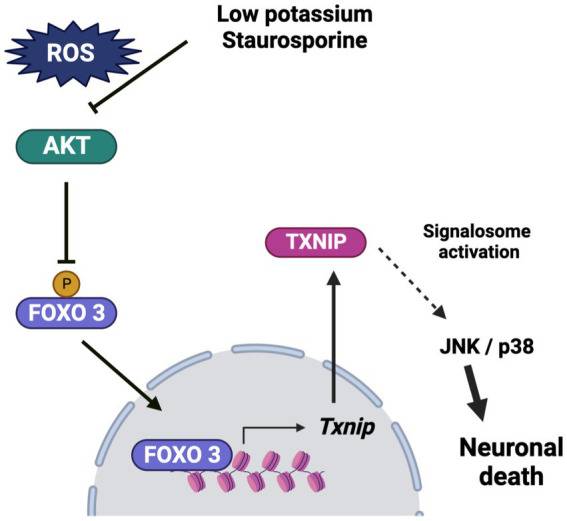 Low potassium
Staurosporine
ROS
AKT
P
FOXO 3
TXNIP
Signalosome
activation
JNK / p38
Neuronal
death
FOXO 3
Txnip